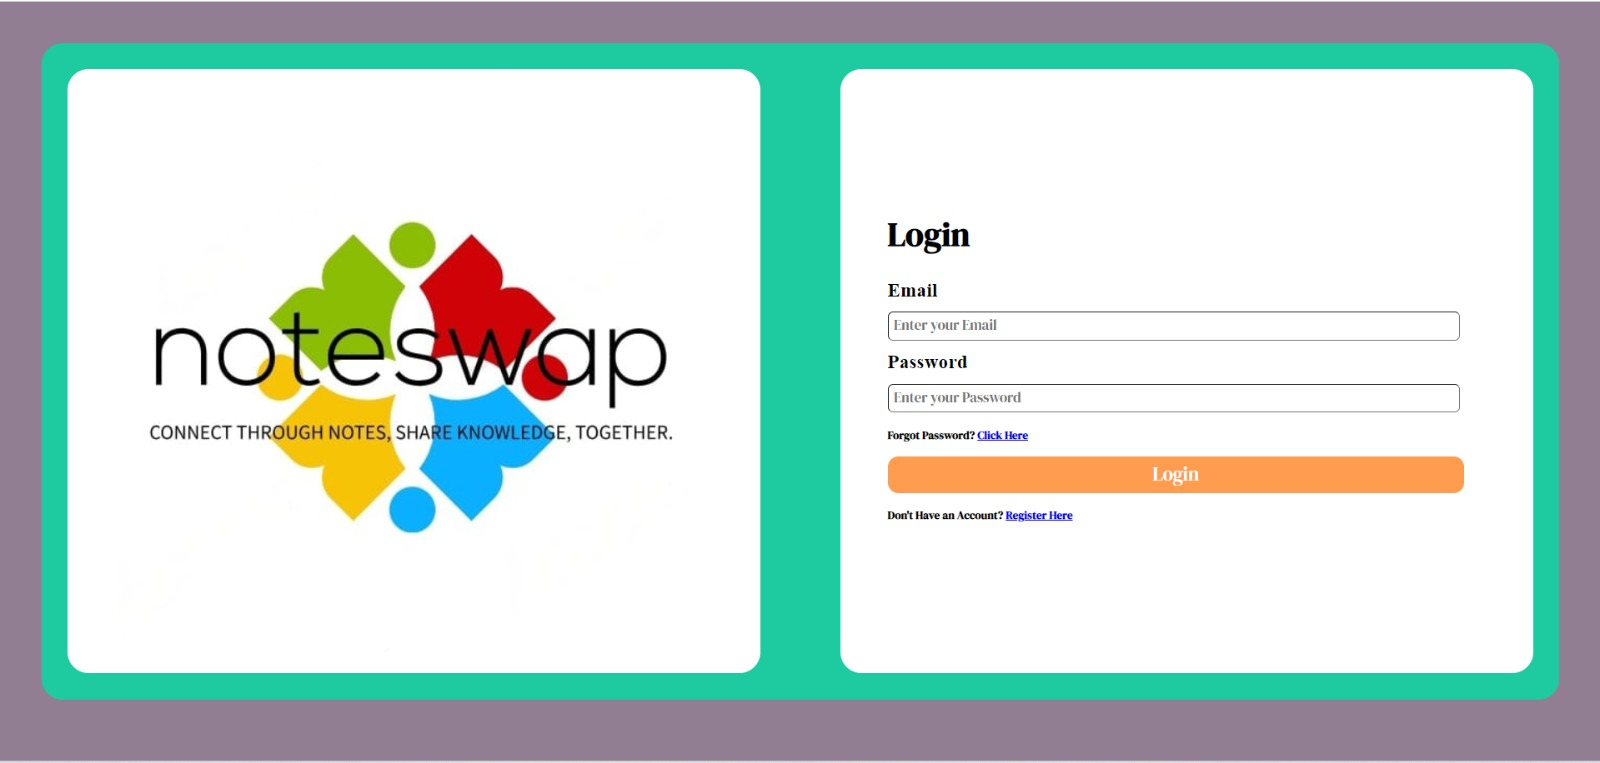 noteswap
CONNECT THROUGH NOTES, SHARE KNOWLEDGE, TOGETHER.
Login
Email
Enter your Email
Password
Enter your Password
Forgot Password? Click Here
Login
Don't Have an Account? Register Here